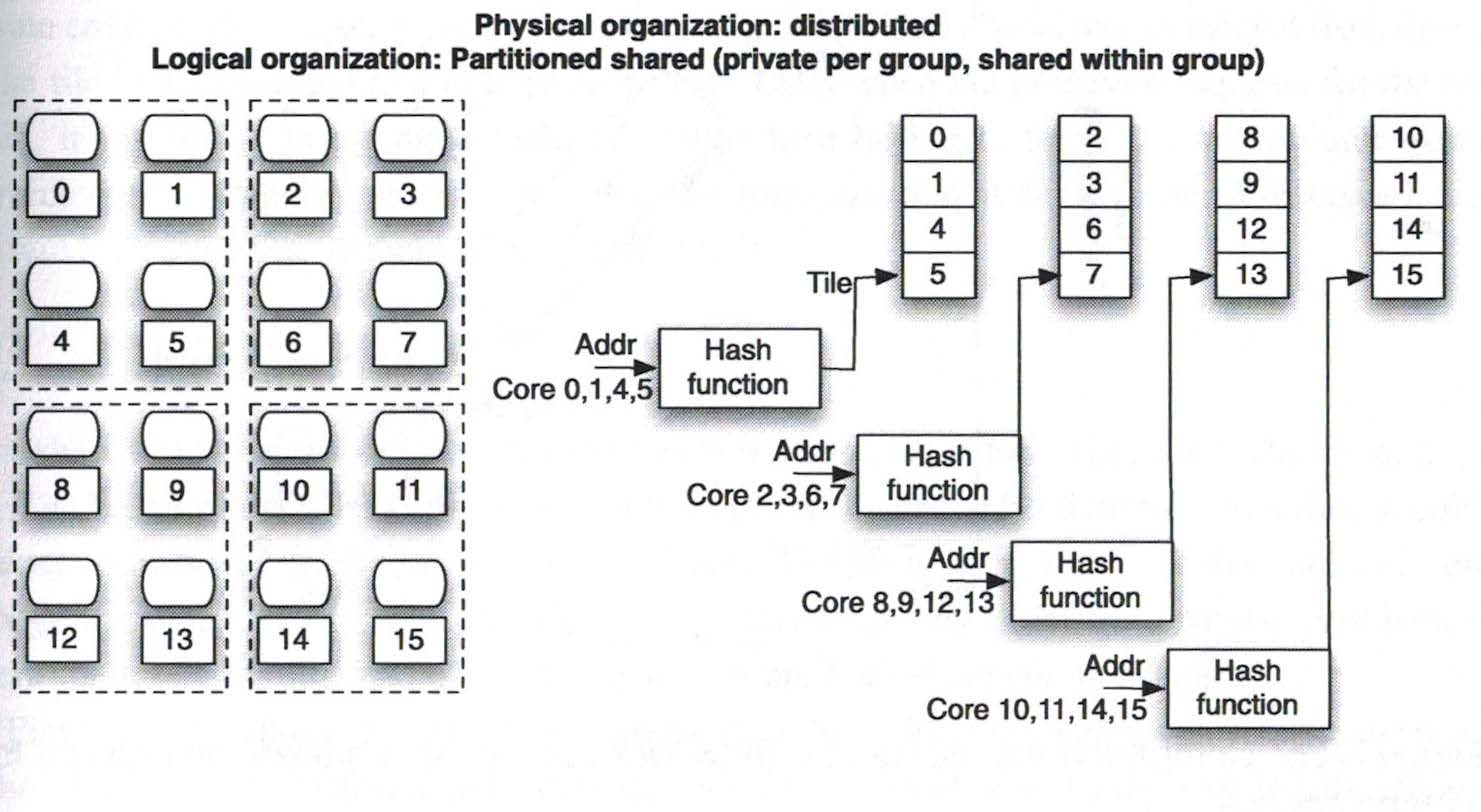 Physical organization: distributed
Logical organization: Partitioned shared (private per group, shared within group)
0 1 2 3
4 5 6 7
8 9 10 11
12 13 14 15
0 2 8 10
1 3 9 11
4 6 12 14
5 7 13 15
Tile
Addr
Core 0,1,4,5
Hash
function
Addr
Core 2,3,6,7
Hash
function
Addr
Core 8,9,12,13
Hash
function
Addr
Core 10,11,14,15
Hash
function